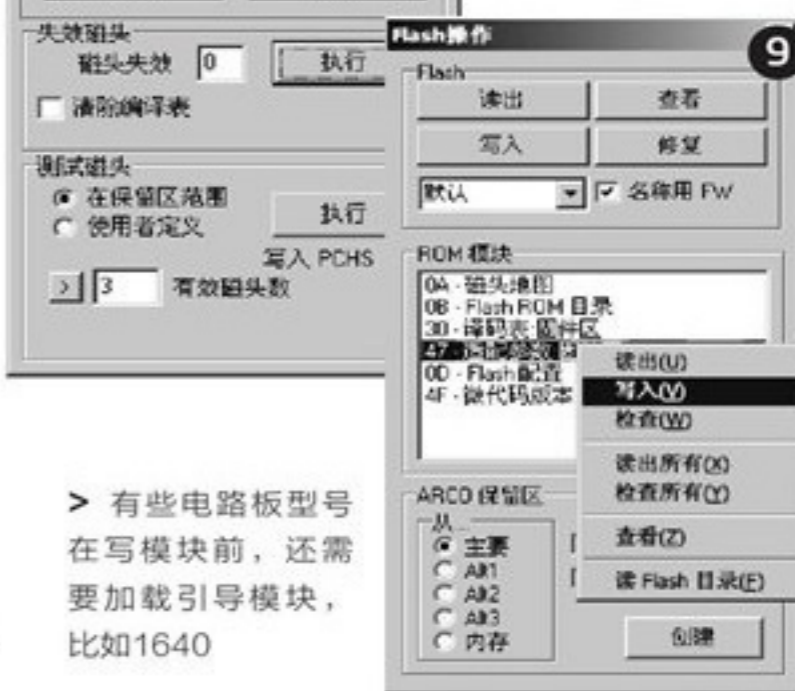 失效磁头
磁头失效 0 执行
清除编译表
测试磁头
在保留区范围
使用者定义
执行
写入 PCHS
> 3 有效磁头数
> 有些电路板型号
在写模块前，还需
要加载引导模块，
比如1640
9
Flash操作
Flash
读出 查看
写入 修复
默认 名称用 FW
ROM 模块
0A - 磁头地图
0B - Flash ROM 目录
30 - 译码表 固件区
47 - 适配参数
0D - Flash 配置
4F - 微代码版本
读出(U)
写入(V)
检查(W)
读出所有(X)
检查所有(Y)
查看(Z)
读 Flash 目录(F)
ARCO 保留区
从...
主要
Alt1
Alt2
Alt3
内存
创建